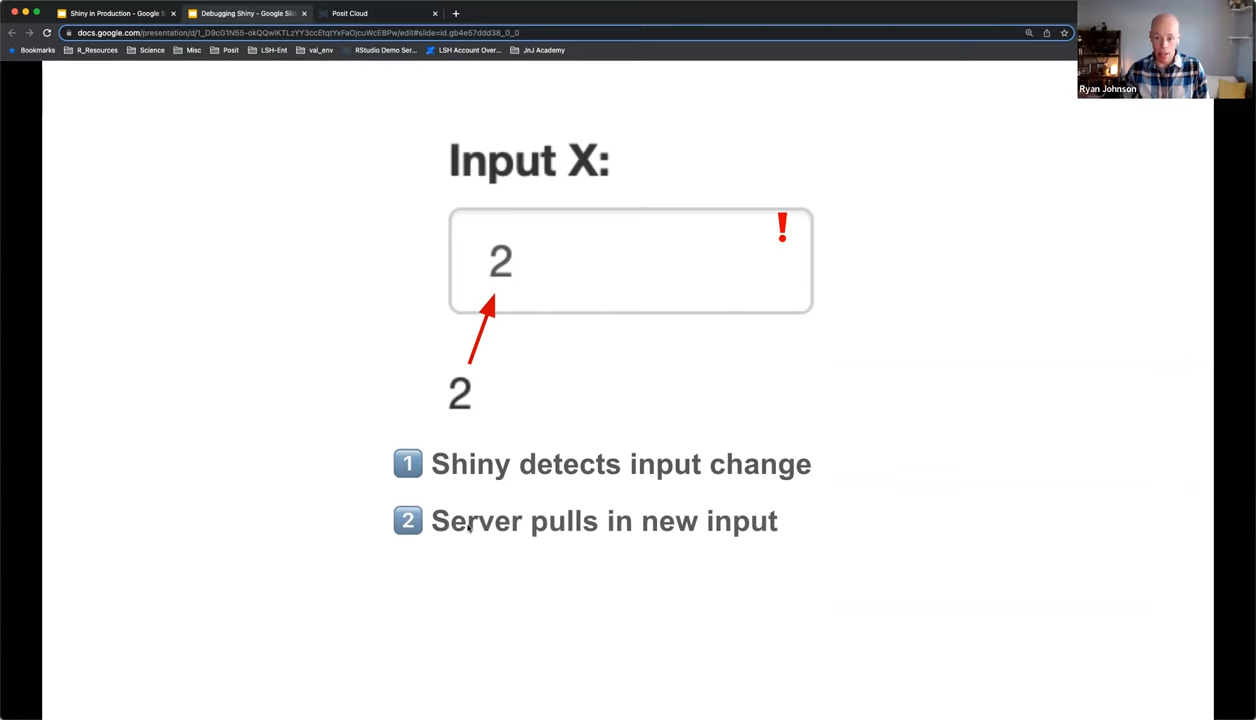 Shiny in Production - Google S
Debugging Shiny - Google Slid
Posit Cloud
docs.google.com/presentation/d/1_D9cG1N55-okQQwIKTLzYY3ccEtqtYxFaOjcuWcEBPw/edit#slide=id.gb4e57ddd38_0_0
Bookmarks R_Resources Science Misc Posit LSH-Ent val_env RStudio Demo Ser... LSH Account Over... JnJ Academy
Ryan Johnson
Input X:
2
!
2
1 Shiny detects input change
2 Server pulls in new input